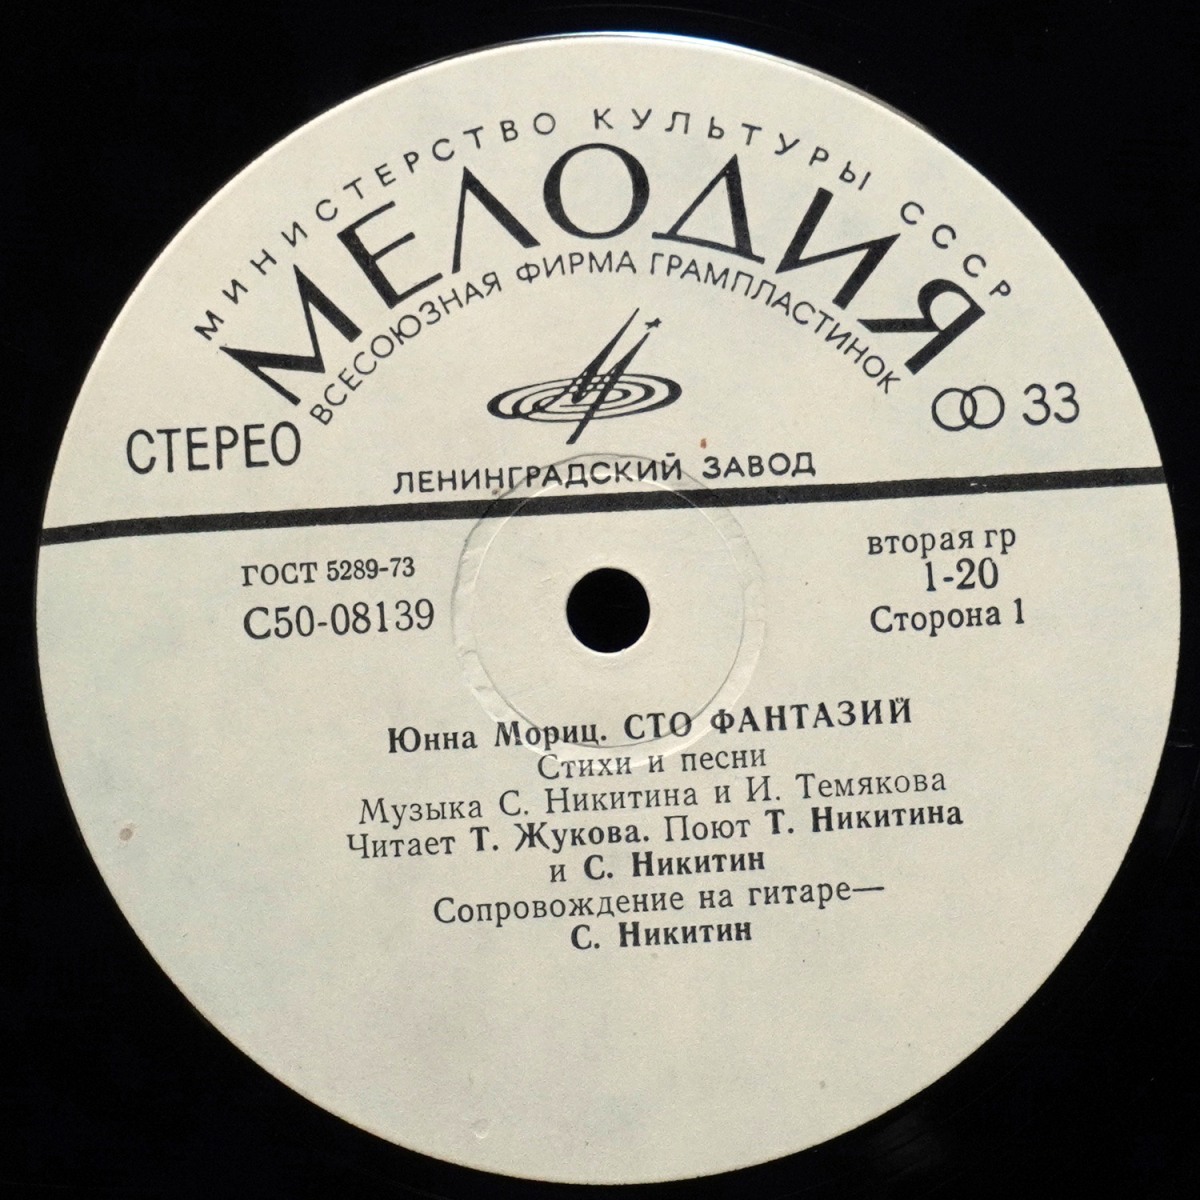 МИНИСТЕРСТВО КУЛЬТУРЫ СССР
МЕЛОДИЯ
ВСЕСОЮЗНАЯ ФИРМА ГРАМПЛАСТИНОК
СТЕРЕО
33
ЛЕНИНГРАДСКИЙ ЗАВОД
ГОСТ 5289-73
С50-08139
вторая гр
1-20
Сторона 1
Юнна Мориц. СТО ФАНТАЗИЙ
Стихи и песни
Музыка С. Никитина и И. Темякова
Читает Т. Жукова. Поют Т. Никитина
и С. Никитин
Сопровождение на гитаре—
С. Никитин